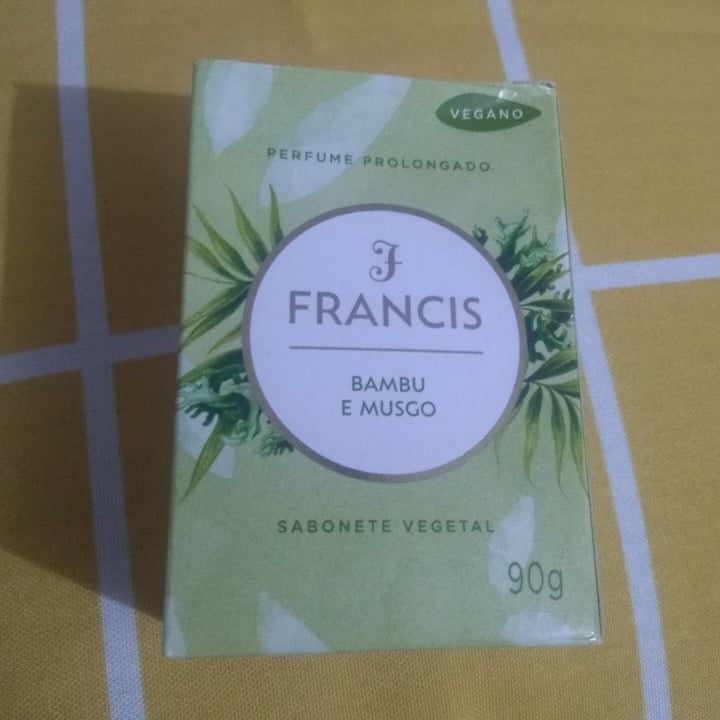 VEGANO
PERFUME PROLONGADO
F
FRANCIS
BAMBU
E MUSGO
SABONETE VEGETAL
90g